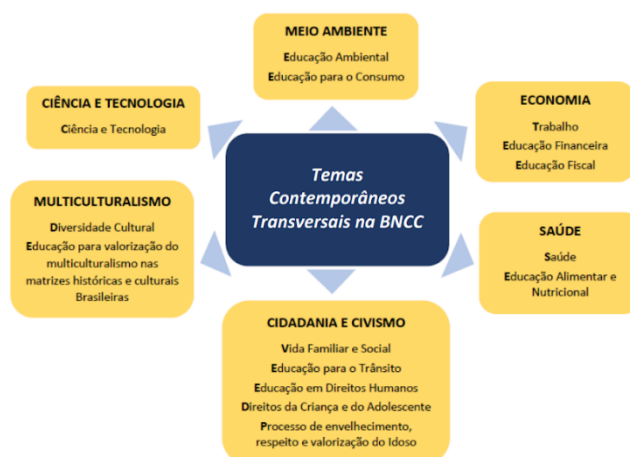 MEIO AMBIENTE
Educação Ambiental
Educação para o Consumo
CIÊNCIA E TECNOLOGIA
Ciência e Tecnologia
ECONOMIA
Trabalho
Educação Financeira
Educação Fiscal
Temas
Contemporâneos
Transversais na BNCC
MULTICULTURALISMO
Diversidade Cultural
Educação para valorização do
multiculturalismo nas
matrizes históricas e culturais
Brasileiras
SAÚDE
Saúde
Educação Alimentar e
Nutricional
CIDADANIA E CIVISMO
Vida Familiar e Social
Educação para o Trânsito
Educação em Direitos Humanos
Direitos da Criança e do Adolescente
Processo de envelhecimento,
respeito e valorização do Idoso